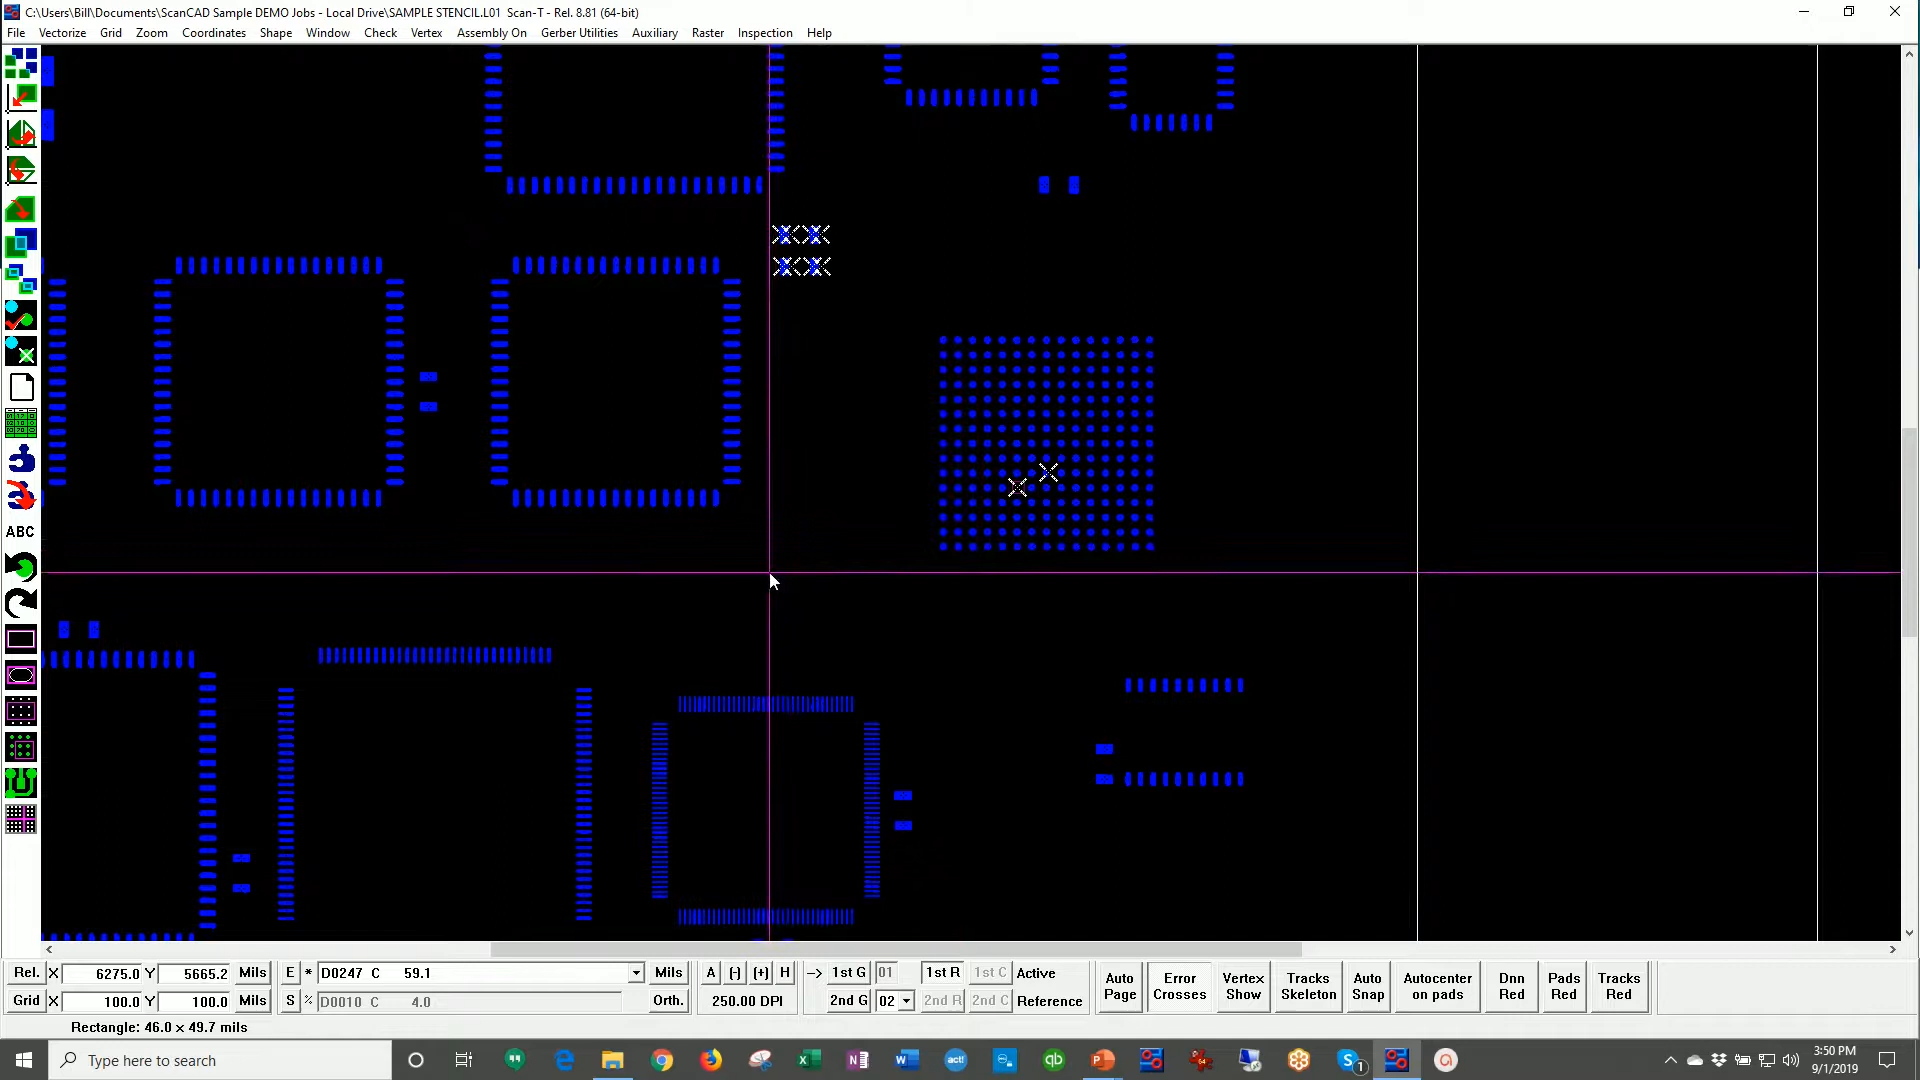 C:\Users\Bill\Documents\ScanCAD Sample DEMO Jobs - Local Drive\SAMPLE STENCIL.L01  Scan-T - Rel. 8.81 (64-bit)
File Vectorize Grid Zoom Coordinates Shape Window Check Vertex Assembly On Gerber Utilities Auxiliary Raster Inspection Help
ABC
Rel. X 6275.0 Y 5665.2 Mils E * D0247 C 59.1 Mils A (-) (+) H -> 1st G 01 1st R 1st C Active
Grid X 100.0 Y 100.0 Mils S % D0010 C 4.0 Orth. 250.00 DPI 2nd G 02 2nd R 2nd C Reference
Auto Page Error Crosses Vertex Show Tracks Skeleton Auto Snap Autocenter on pads Dnn Red Pads Red Tracks Red
Rectangle: 46.0 x 49.7 mils
Type here to search
act!
qb
3:50 PM
9/1/2019